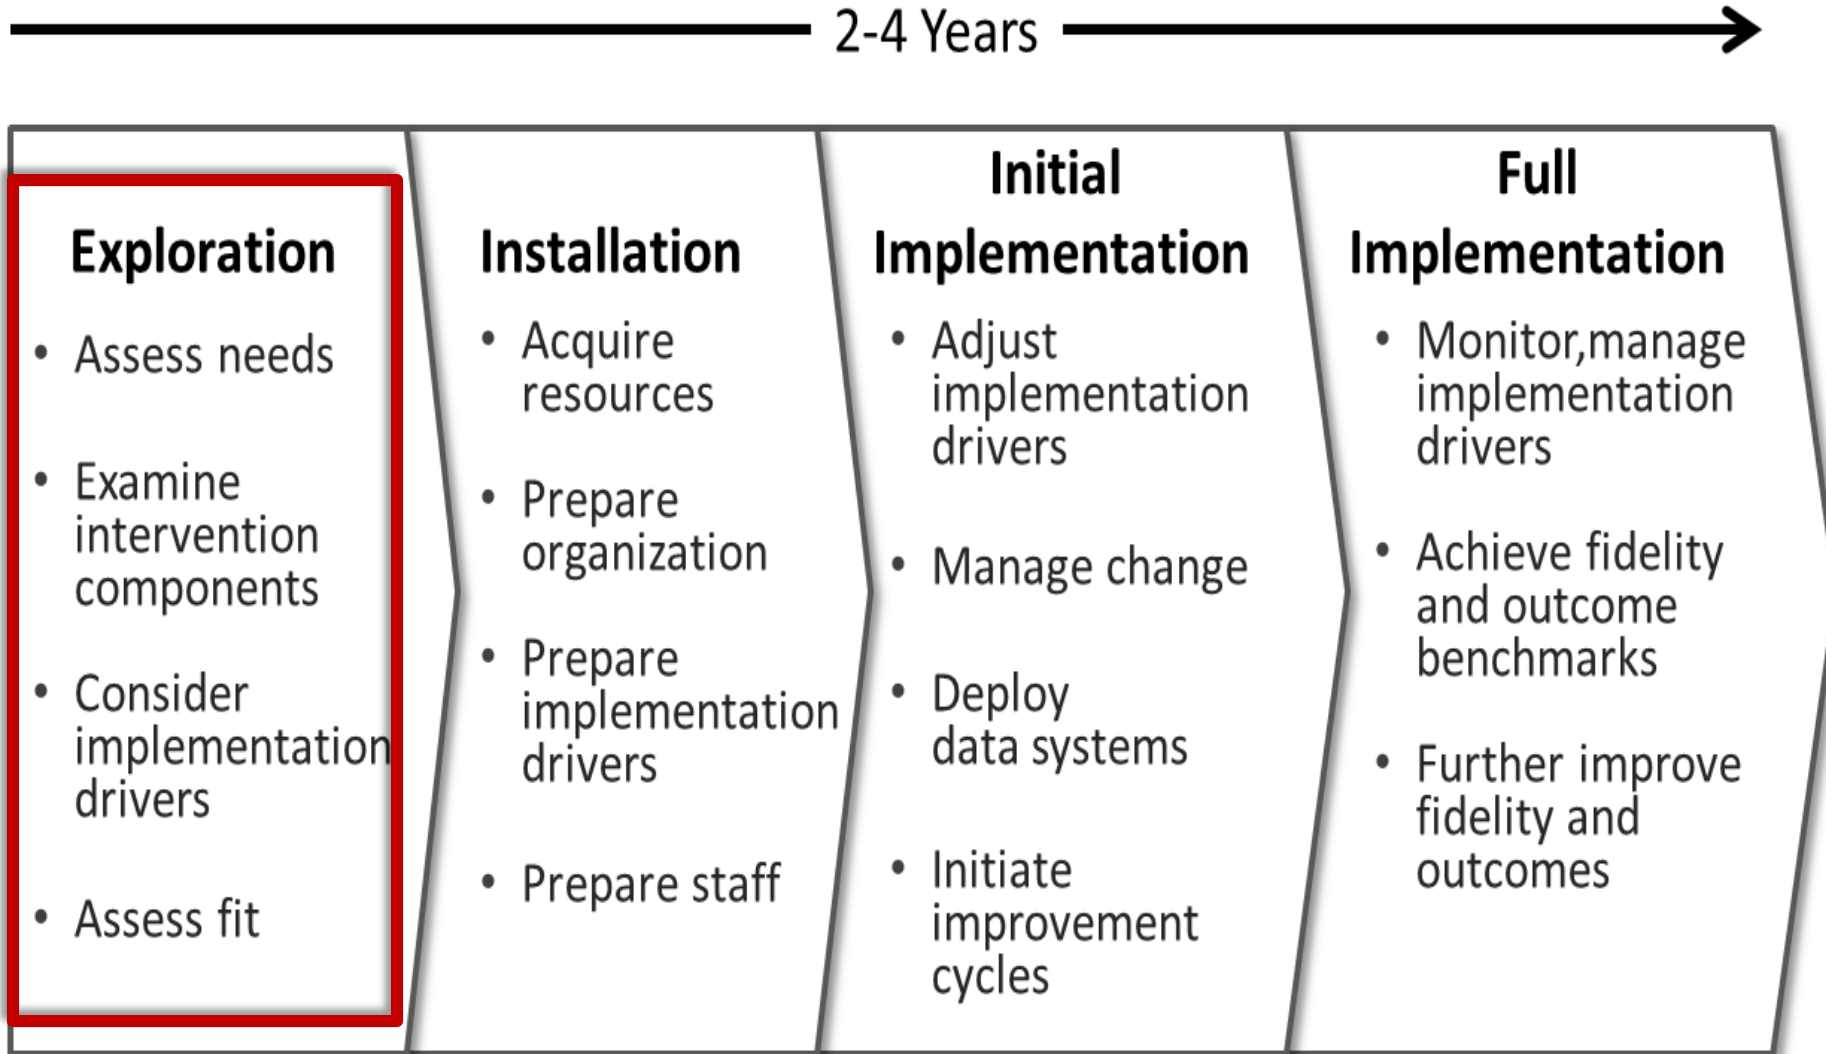 2-4 Years
Exploration
• Assess needs
• Examine
intervention
components
• Consider
implementation
drivers
• Assess fit
Installation
• Acquire
resources
• Prepare
organization
• Prepare
implementation
drivers
• Prepare staff
Initial
Implementation
• Adjust
implementation
drivers
• Manage change
• Deploy
data systems
• Initiate
improvement
cycles
Full
Implementation
• Monitor,manage
implementation
drivers
• Achieve fidelity
and outcome
benchmarks
• Further improve
fidelity and
outcomes